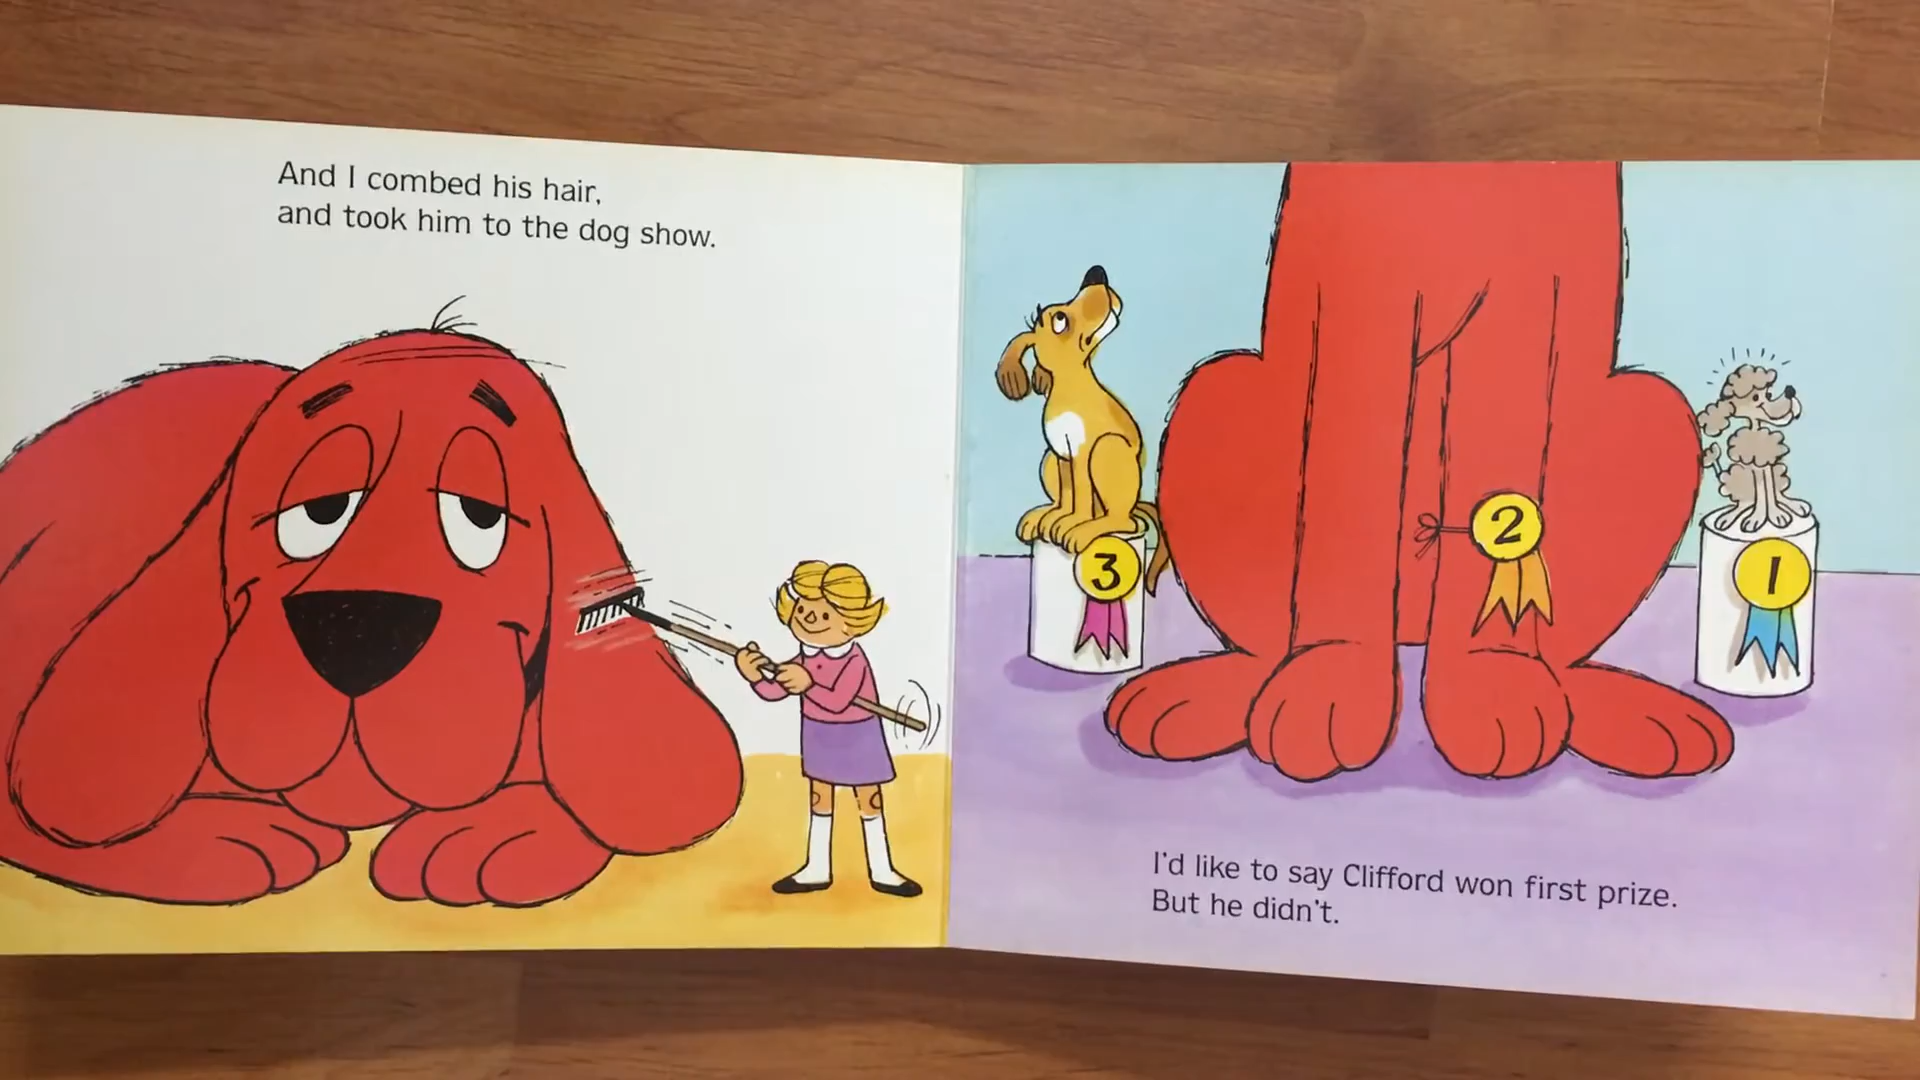 And I combed his hair,
and took him to the dog show.
3
2
1
I'd like to say Clifford won first prize.
But he didn't.